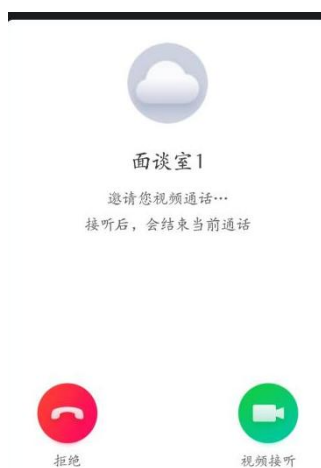 面谈室1
邀请您视频通话…
接听后，会结束当前通话
拒绝
视频接听